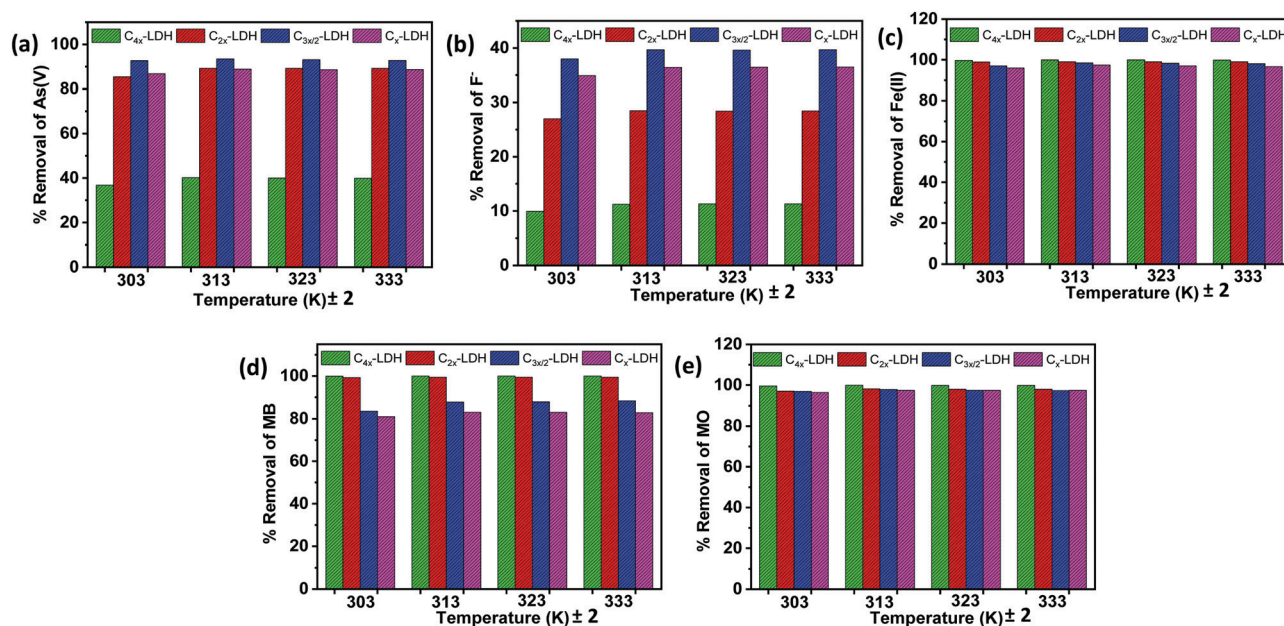 (a)
C4x-LDH C2x-LDH C3x/2-LDH Cx-LDH
% Removal of As(V)
100
80
60
40
20
0
303 313 323 333
Temperature (K) ± 2
(b)
C4x-LDH C2x-LDH C3x/2-LDH Cx-LDH
% Removal of F-
40
30
20
10
0
303 313 323 333
Temperature (K) ± 2
(c)
C4x-LDH C2x-LDH C3x/2-LDH Cx-LDH
% Removal of Fe(II)
120
100
80
60
40
20
0
303 313 323 333
Temperature (K) ± 2
(d)
C4x-LDH C2x-LDH C3x/2-LDH Cx-LDH
% Removal of MB
100
80
60
40
20
0
303 313 323 333
Temperature (K) ± 2
(e)
C4x-LDH C2x-LDH C3x/2-LDH Cx-LDH
% Removal of MO
120
100
80
60
40
20
0
303 313 323 333
Temperature (K) ± 2